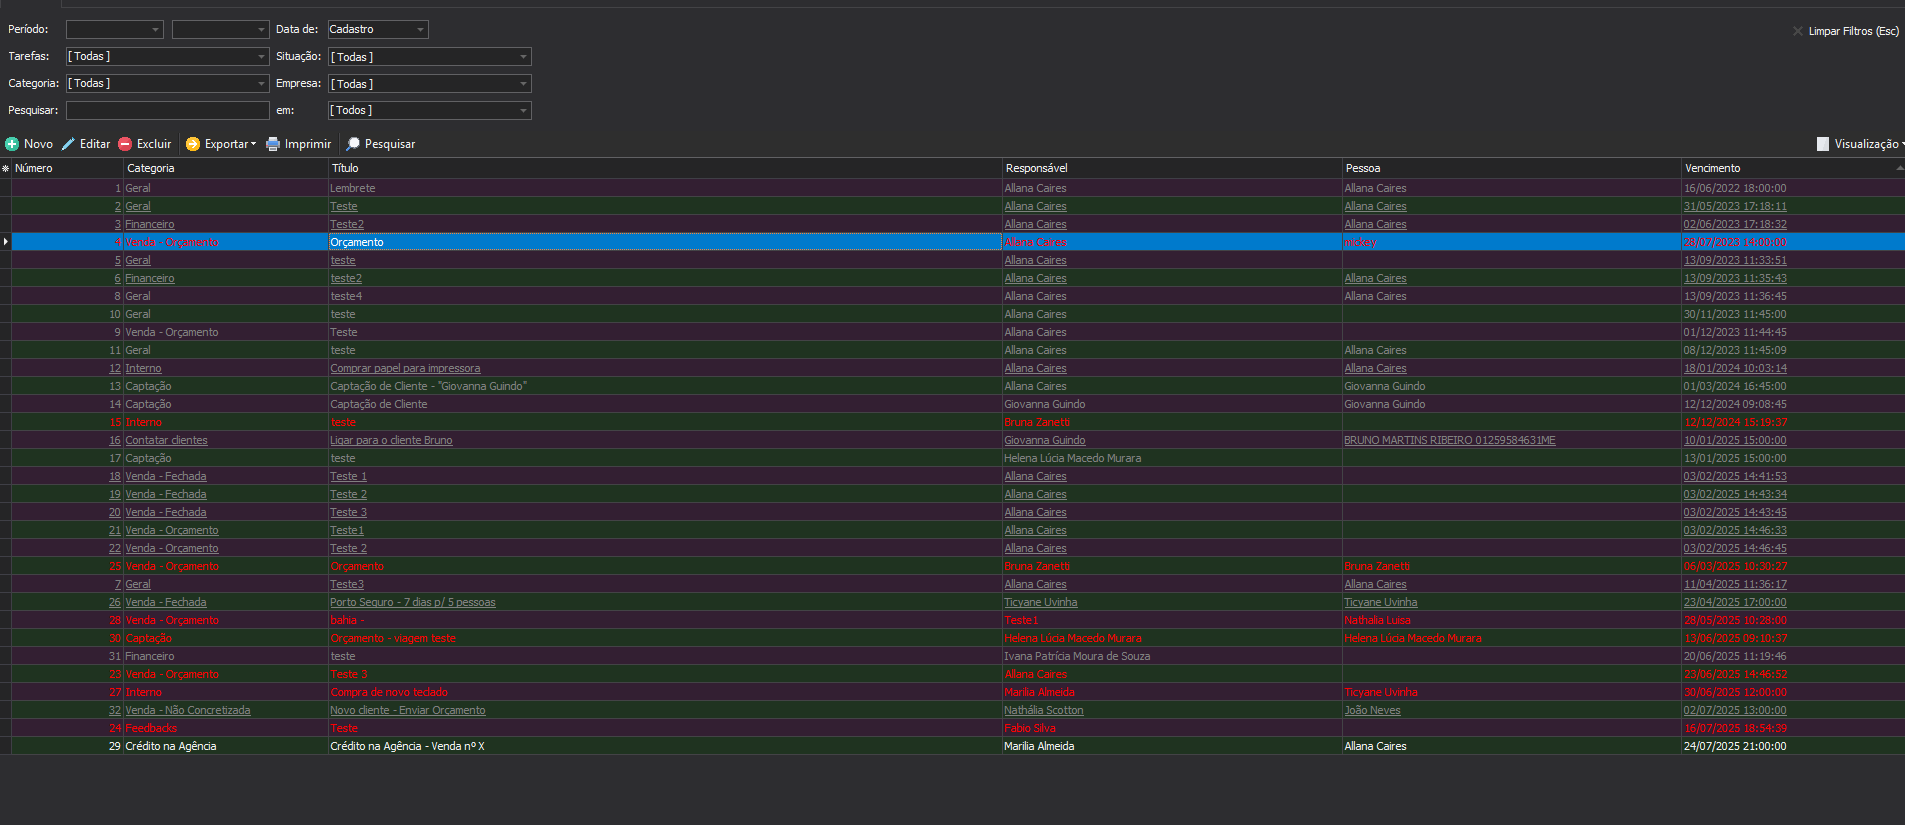 Período: Data de: Cadastro Limpar Filtros (Esc)
Tarefas: [ Todas ] Situação: [ Todas ]
Categoria: [ Todas ] Empresa: [ Todas ]
Pesquisar: em: [ Todos ]
Novo Editar Excluir Exportar Imprimir Pesquisar Visualização
Número Categoria Título Responsável Pessoa Vencimento
1 Geral Lembrete Allana Caires Allana Caires 16/06/2022 18:00:00
2 Geral Teste Allana Caires Allana Caires 31/05/2023 17:18:11
3 Financeiro Teste2 Allana Caires Allana Caires 02/06/2023 17:18:32
4 Venda - Orçamento Orçamento Allana Caires mickey 28/07/2023 14:00:00
5 Geral teste Allana Caires 13/09/2023 11:33:51
6 Financeiro teste2 Allana Caires Allana Caires 13/09/2023 11:35:43
8 Geral teste4 Allana Caires Allana Caires 13/09/2023 11:36:45
10 Geral teste Allana Caires 30/11/2023 11:45:00
9 Venda - Orçamento Teste Allana Caires 01/12/2023 11:44:45
11 Geral teste Allana Caires Allana Caires 08/12/2023 11:45:09
12 Interno Comprar papel para impressora Allana Caires Allana Caires 18/01/2024 10:03:14
13 Captação Captação de Cliente - "Giovanna Guindo" Allana Caires Giovanna Guindo 01/03/2024 16:45:00
14 Captação Captação de Cliente Giovanna Guindo Giovanna Guindo 12/12/2024 09:08:45
15 Interno teste Bruna Zanetti 12/12/2024 15:19:37
16 Contatar clientes Ligar para o cliente Bruno Giovanna Guindo BRUNO MARTINS RIBEIRO 01259584631ME 10/01/2025 15:00:00
17 Captação teste Helena Lúcia Macedo Murara 13/01/2025 15:00:00
18 Venda - Fechada Teste 1 Allana Caires 03/02/2025 14:41:53
19 Venda - Fechada Teste 2 Allana Caires 03/02/2025 14:43:34
20 Venda - Fechada Teste 3 Allana Caires 03/02/2025 14:43:45
21 Venda - Orçamento Teste1 Allana Caires 03/02/2025 14:46:33
22 Venda - Orçamento Teste 2 Allana Caires 03/02/2025 14:46:45
25 Venda - Orçamento Orçamento Bruna Zanetti Bruna Zanetti 06/03/2025 10:30:27
7 Geral Teste3 Allana Caires Allana Caires 11/04/2025 11:36:17
26 Venda - Fechada Porto Seguro - 7 dias p/ 5 pessoas Ticyane Uvinha Ticyane Uvinha 23/04/2025 17:00:00
28 Venda - Orçamento bahia - Teste1 Nathalia Luisa 28/05/2025 10:28:00
30 Captação Orçamento - viagem teste Helena Lúcia Macedo Murara Helena Lúcia Macedo Murara 13/06/2025 09:10:37
31 Financeiro teste Ivana Patrícia Moura de Souza 20/06/2025 11:19:46
23 Venda - Orçamento Teste 3 Allana Caires 23/06/2025 14:46:52
27 Interno Compra de novo teclado Marilia Almeida Ticyane Uvinha 30/06/2025 12:00:00
32 Venda - Não Concretizada Novo cliente - Enviar Orçamento Nathália Scotton João Neves 02/07/2025 13:00:00
24 Feedbacks Teste Fabio Silva 16/07/2025 18:54:39
29 Crédito na Agência Crédito na Agência - Venda nº X Marilia Almeida Allana Caires 24/07/2025 21:00:00